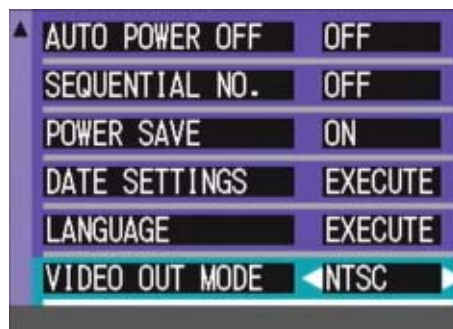 AUTO POWER OFF OFF
SEQUENTIAL NO. OFF
POWER SAVE ON
DATE SETTINGS EXECUTE
LANGUAGE EXECUTE
VIDEO OUT MODE NTSC